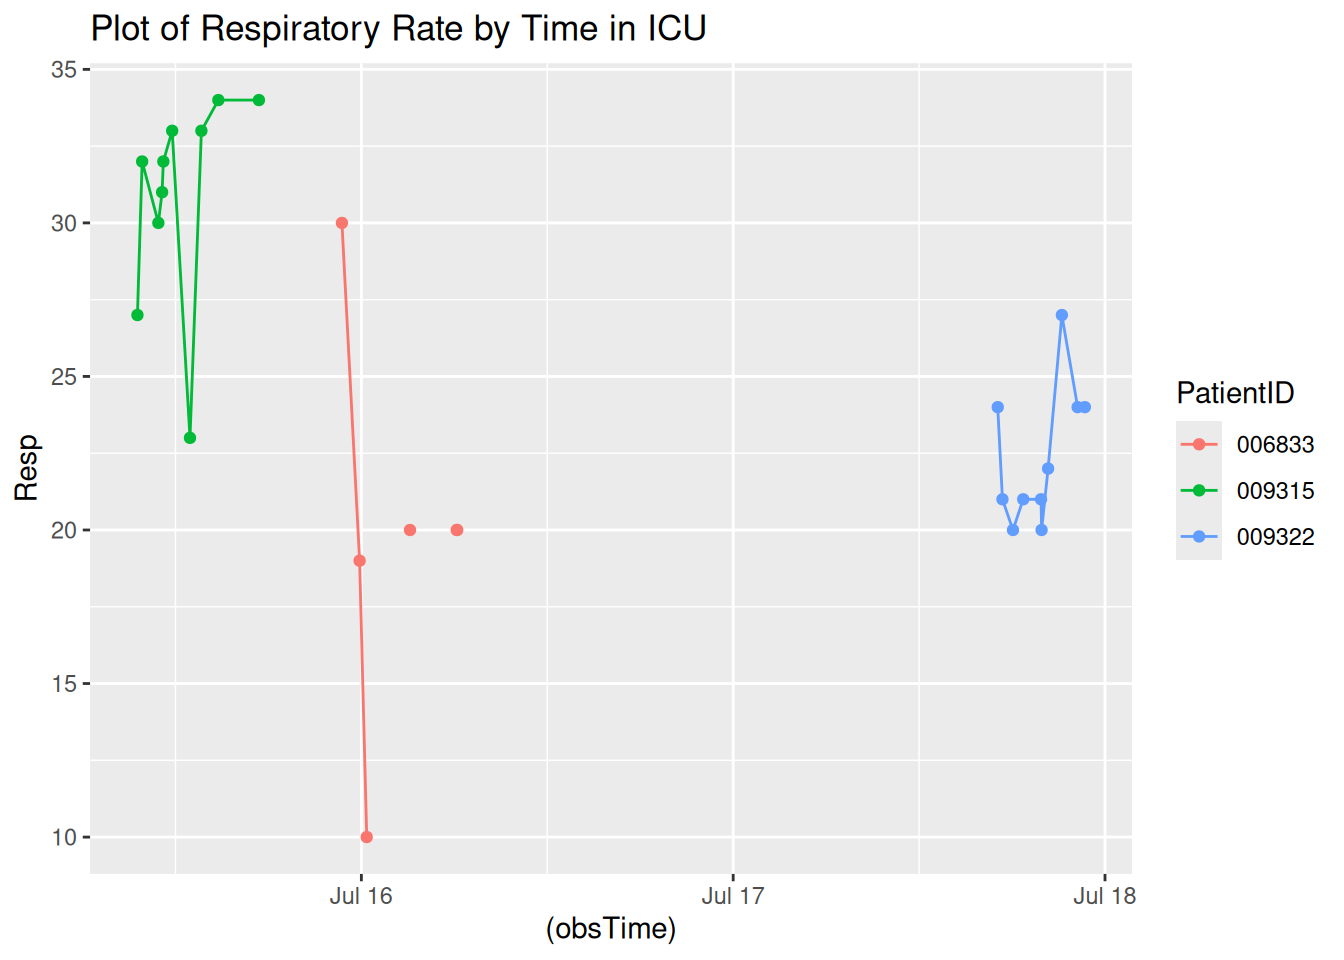 Plot of Respiratory Rate by Time in ICU
35
30
25
20
15
10
Resp
Jul 16
Jul 17
Jul 18
(obsTime)
PatientID
006833
009315
009322